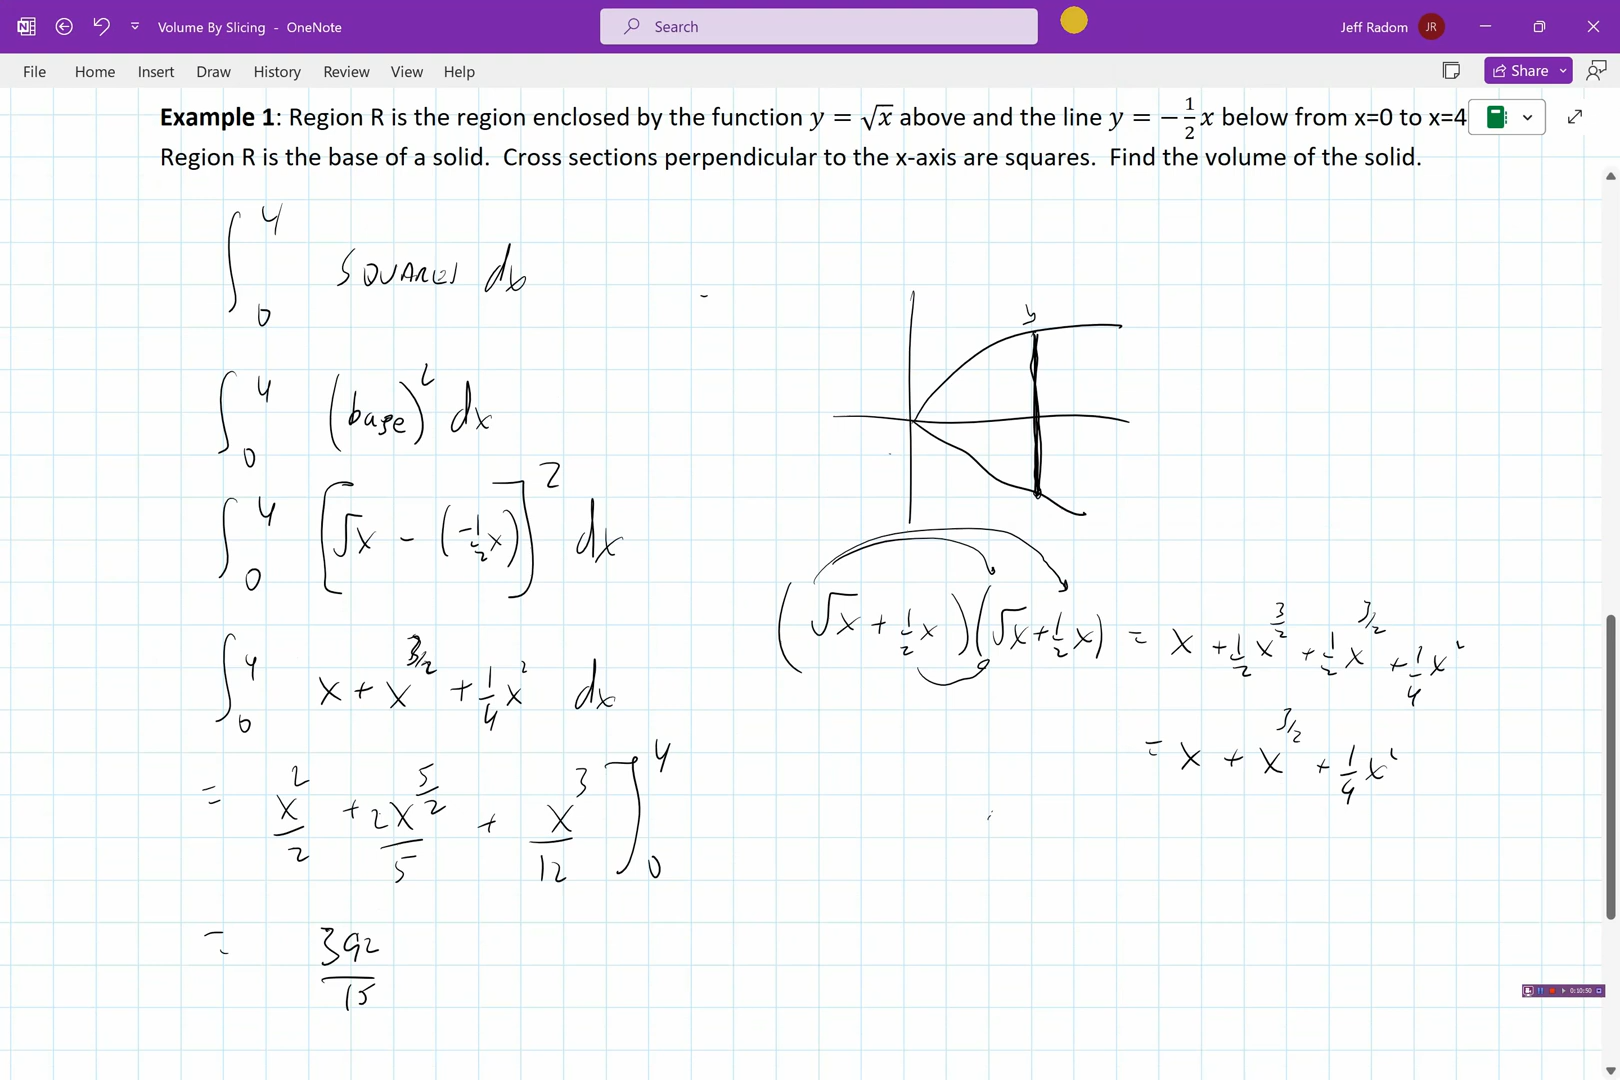 Volume By Slicing - OneNote
Search
Jeff Radom JR
File Home Insert Draw History Review View Help
Share
Example 1: Region R is the region enclosed by the function y = √x above and the line y = −1/2 x below from x=0 to x=4
Region R is the base of a solid. Cross sections perpendicular to the x-axis are squares. Find the volume of the solid.
∫₀⁴ SQUARES dx
∫₀⁴ (base)² dx
∫₀⁴ [√x − (−1/2 x)]² dx
(√x + 1/2 x)(√x + 1/2 x) = x + 1/2 x^(3/2) + 1/2 x^(3/2) + 1/4 x²
∫₀⁴ x + x^(3/2) + 1/4 x² dx
= x + x^(3/2) + 1/4 x²
= x²/2 + 2x^(5/2)/5 + x³/12 ]₀⁴
= 392/15
0:10:50